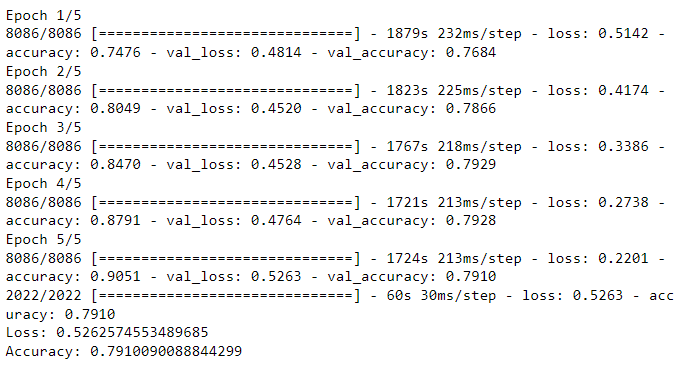 Epoch 1/5
8086/8086 [==============================] - 1879s 232ms/step - loss: 0.5142 -
accuracy: 0.7476 - val_loss: 0.4814 - val_accuracy: 0.7684
Epoch 2/5
8086/8086 [==============================] - 1823s 225ms/step - loss: 0.4174 -
accuracy: 0.8049 - val_loss: 0.4520 - val_accuracy: 0.7866
Epoch 3/5
8086/8086 [==============================] - 1767s 218ms/step - loss: 0.3386 -
accuracy: 0.8470 - val_loss: 0.4528 - val_accuracy: 0.7929
Epoch 4/5
8086/8086 [==============================] - 1721s 213ms/step - loss: 0.2738 -
accuracy: 0.8791 - val_loss: 0.4764 - val_accuracy: 0.7928
Epoch 5/5
8086/8086 [==============================] - 1724s 213ms/step - loss: 0.2201 -
accuracy: 0.9051 - val_loss: 0.5263 - val_accuracy: 0.7910
2022/2022 [==============================] - 60s 30ms/step - loss: 0.5263 - acc
uracy: 0.7910
Loss: 0.5262574553489685
Accuracy: 0.7910090088844299